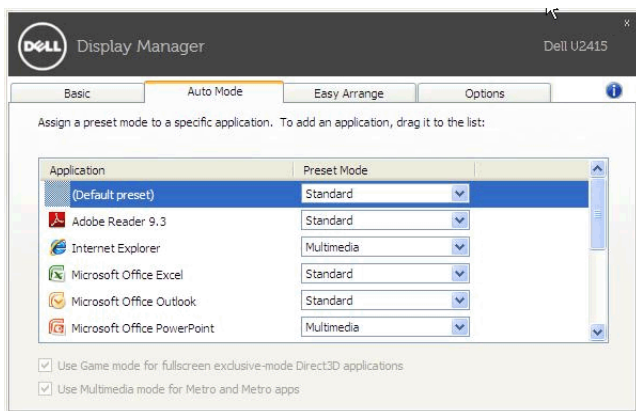 DELL Display Manager Dell U2415
x
Basic Auto Mode Easy Arrange Options i
Assign a preset mode to a specific application. To add an application, drag it to the list:
Application Preset Mode
(Default preset) Standard
Adobe Reader 9.3 Standard
Internet Explorer Multimedia
Microsoft Office Excel Standard
Microsoft Office Outlook Standard
Microsoft Office PowerPoint Multimedia
Use Game mode for fullscreen exclusive-mode Direct3D applications
Use Multimedia mode for Metro and Metro apps